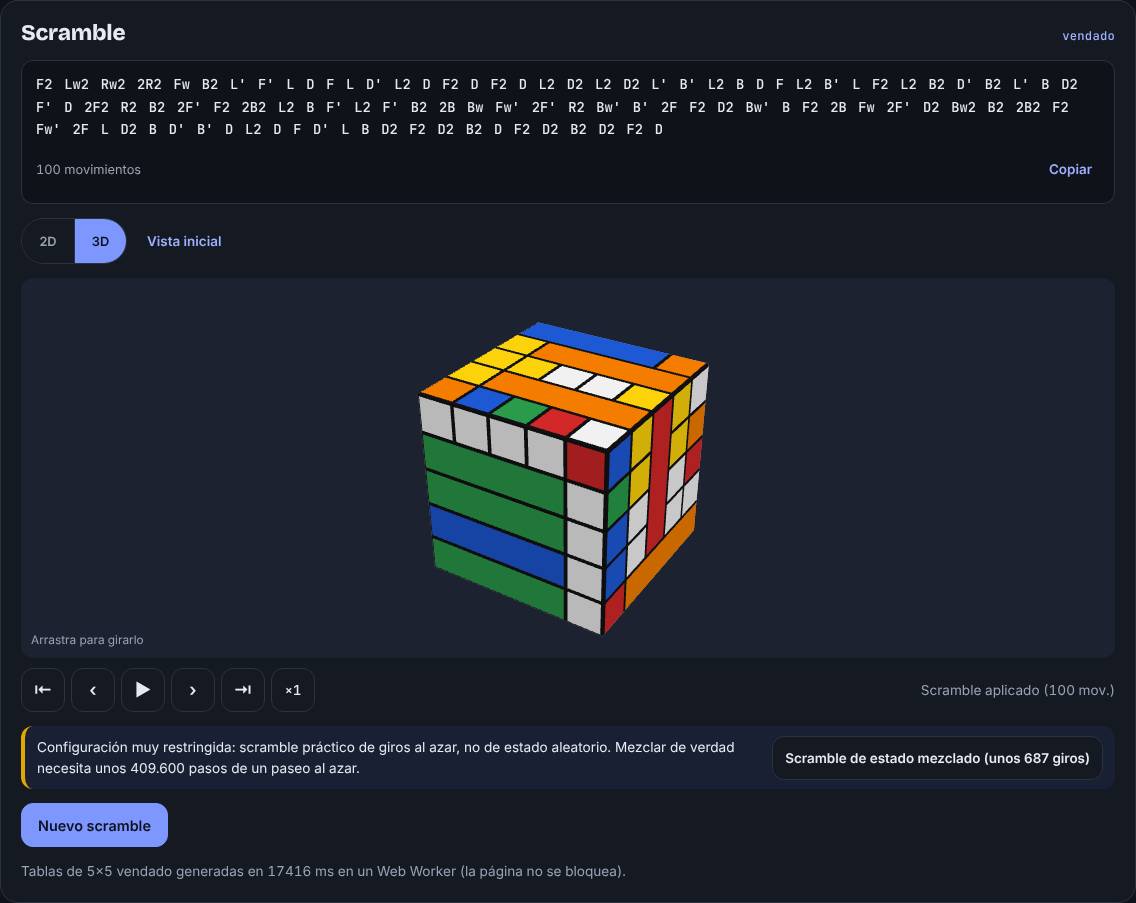 Scramble
vendado
F2 Lw2 Rw2 2R2 Fw B2 L' F' L D F L D' L2 D F2 D F2 D L2 D2 L2 D2 L' B' L2 B D F L2 B' L F2 L2 B2 D' B2 L' B D2
F' D 2F2 R2 B2 2F' F2 2B2 L2 B F' L2 F' B2 2B Bw Fw' 2F' R2 Bw' B' 2F F2 D2 Bw' B F2 2B Fw 2F' D2 Bw2 B2 2B2 F2
Fw' 2F L D2 B D' B' D L2 D F D' L B D2 F2 D2 B2 D F2 D2 B2 D2 F2 D
100 movimientos
Copiar
2D 3D Vista inicial
Arrastra para girarlo
×1
Scramble aplicado (100 mov.)
Configuración muy restringida: scramble práctico de giros al azar, no de estado aleatorio. Mezclar de verdad
necesita unos 409.600 pasos de un paseo al azar.
Scramble de estado mezclado (unos 687 giros)
Nuevo scramble
Tablas de 5×5 vendado generadas en 17416 ms en un Web Worker (la página no se bloquea).